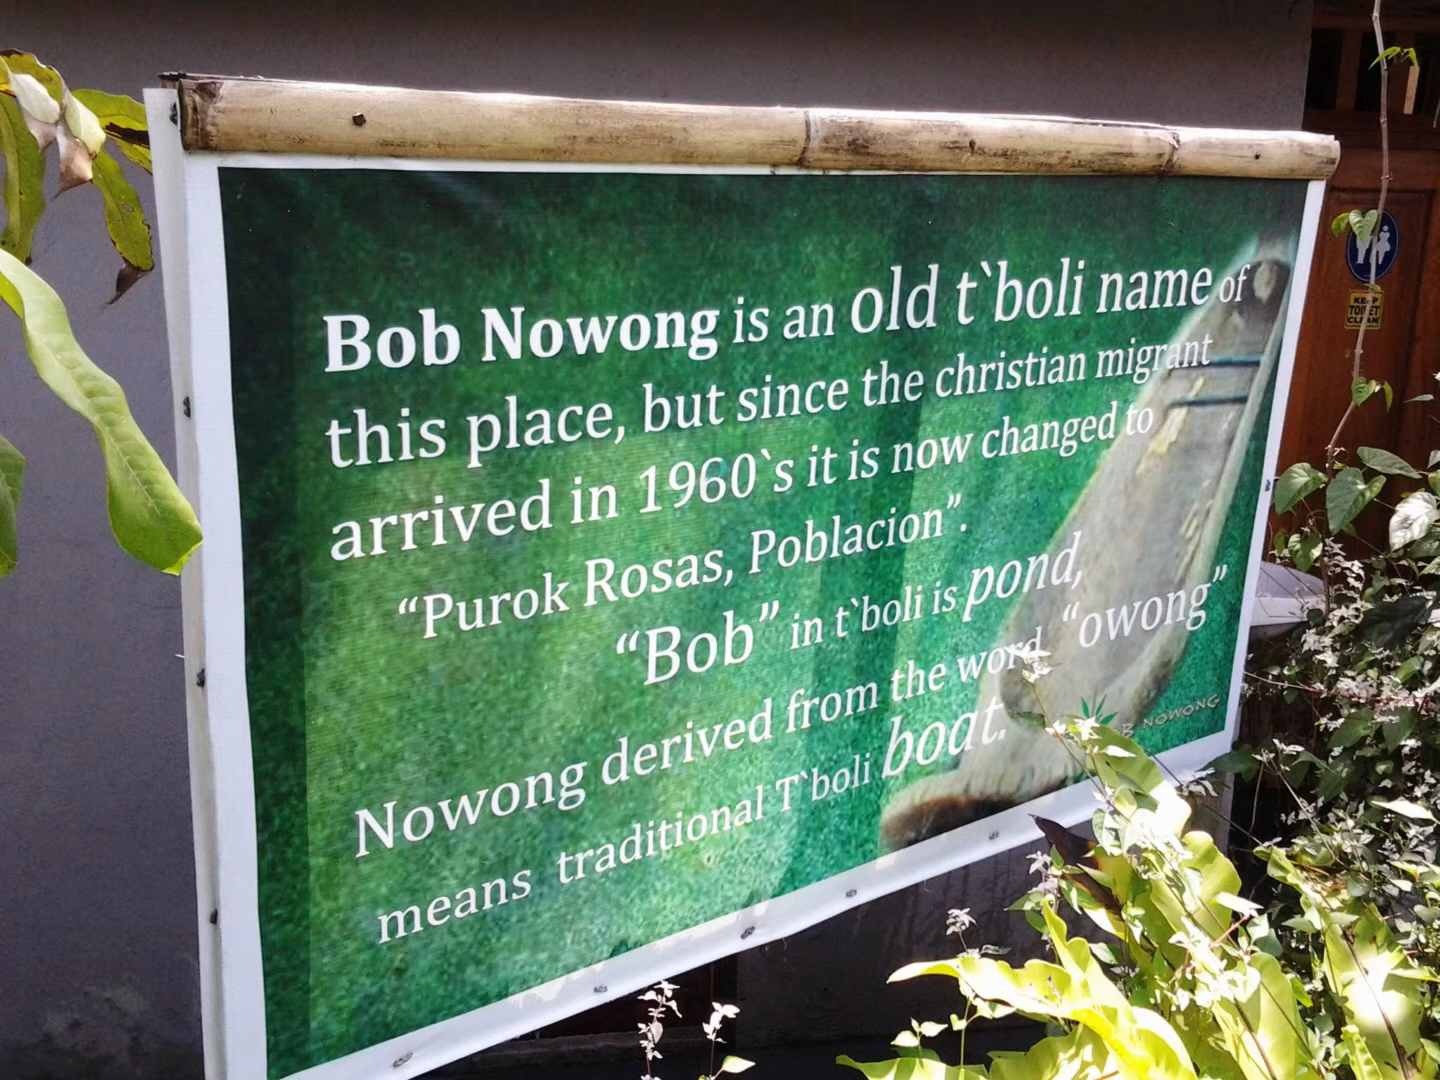 Bob Nowong is an old t`boli name of
this place, but since the christian migrant
arrived in 1960`s it is now changed to
“Purok Rosas, Poblacion”.
“Bob” in t`boli is pond,
Nowong derived from the word “owong”
means traditional T`boli boat.
B NOWONG
KEEP
TOILET
CLEAN